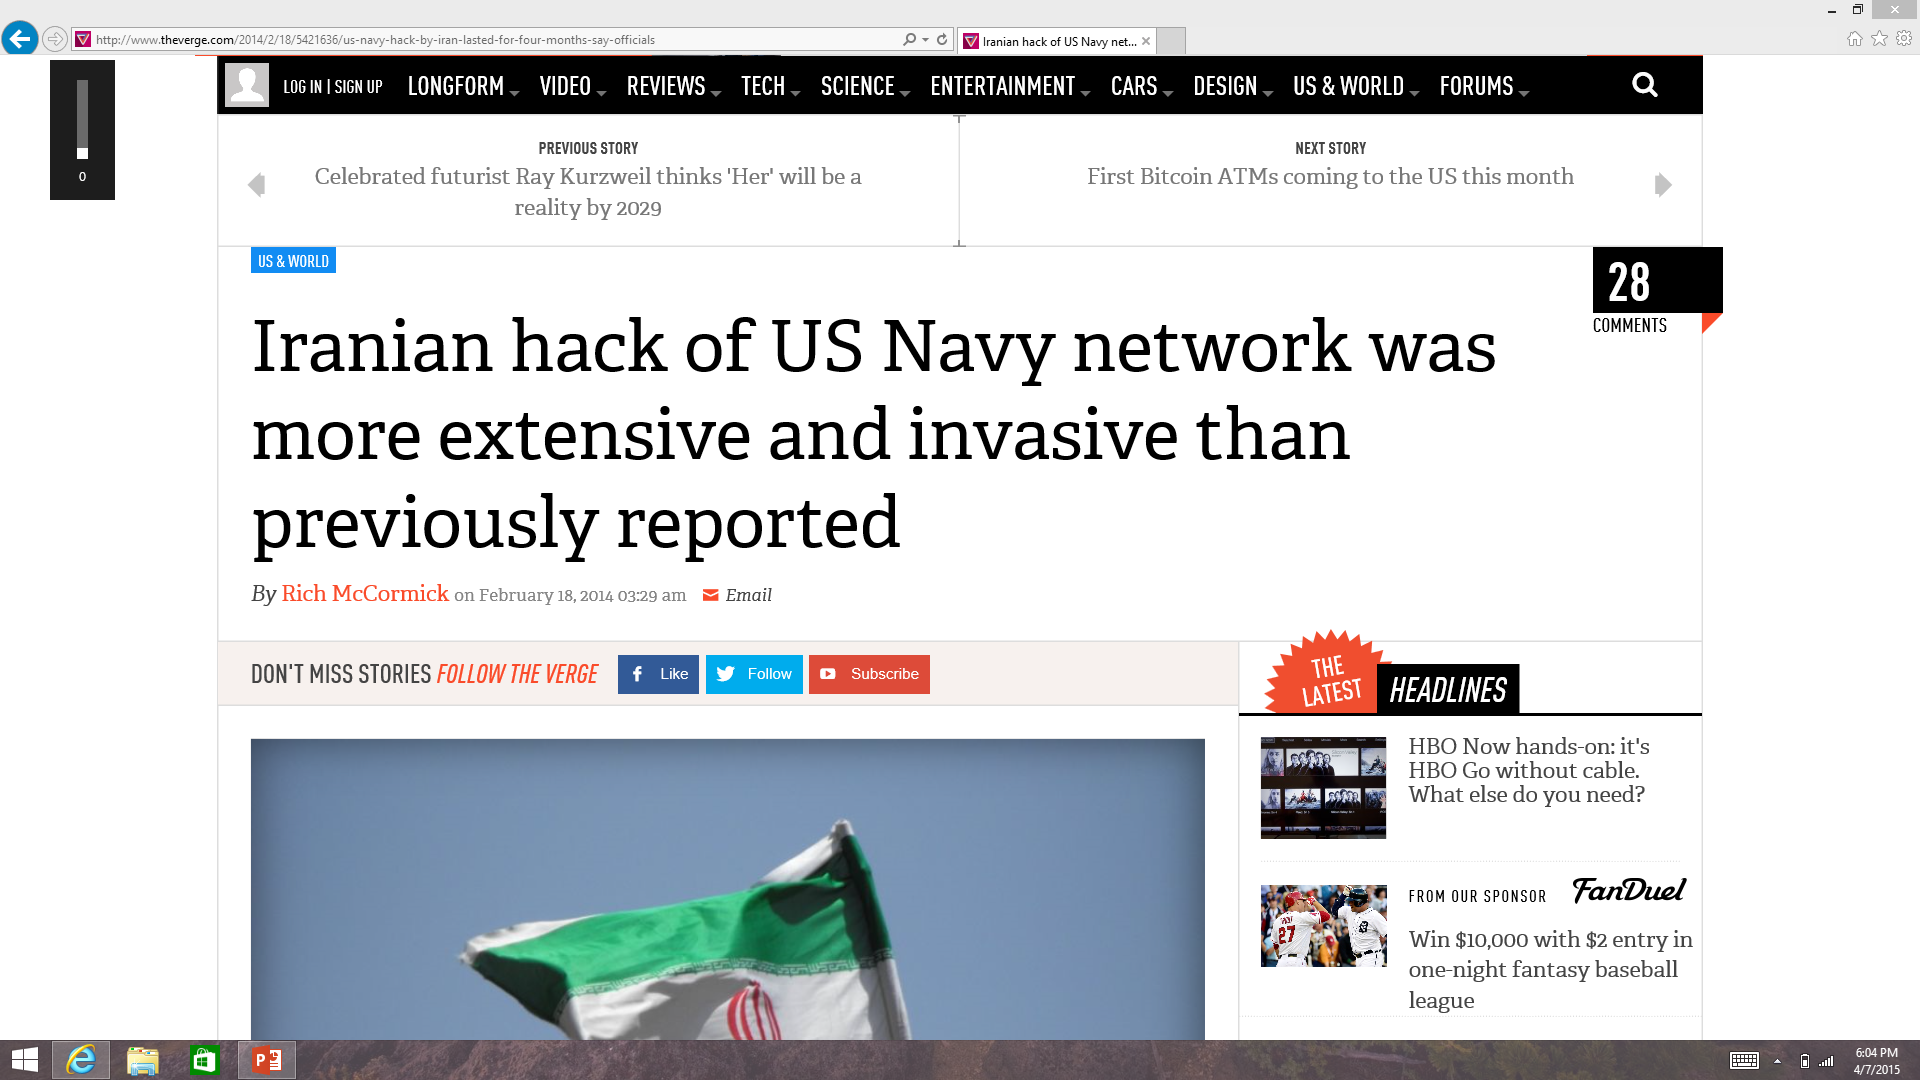 http://www.theverge.com/2014/2/18/5421636/us-navy-hack-by-iran-lasted-for-four-months-say-officials
Iranian hack of US Navy net...
0
LOG IN | SIGN UP LONGFORM VIDEO REVIEWS TECH SCIENCE ENTERTAINMENT CARS DESIGN US & WORLD FORUMS
PREVIOUS STORY
Celebrated futurist Ray Kurzweil thinks 'Her' will be a
reality by 2029
NEXT STORY
First Bitcoin ATMs coming to the US this month
US & WORLD
28
COMMENTS
Iranian hack of US Navy network was
more extensive and invasive than
previously reported
By Rich McCormick on February 18, 2014 03:29 am Email
DON'T MISS STORIES FOLLOW THE VERGE Like Follow Subscribe
THE
LATEST
HEADLINES
HBO Now hands-on: it's
HBO Go without cable.
What else do you need?
27
FROM OUR SPONSOR FanDuel
Win $10,000 with $2 entry in
one-night fantasy baseball
league
6:04 PM
4/7/2015